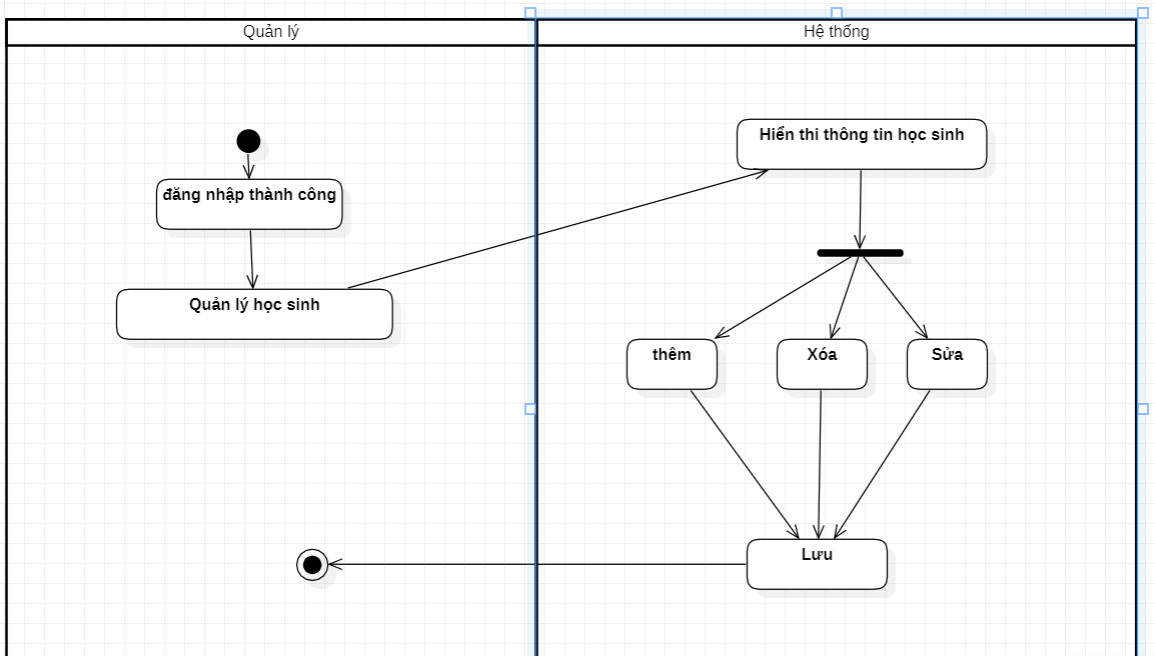 Quản lý
Hệ thống
Hiển thi thông tin học sinh
đăng nhập thành công
Quản lý học sinh
thêm
Xóa
Sửa
Lưu